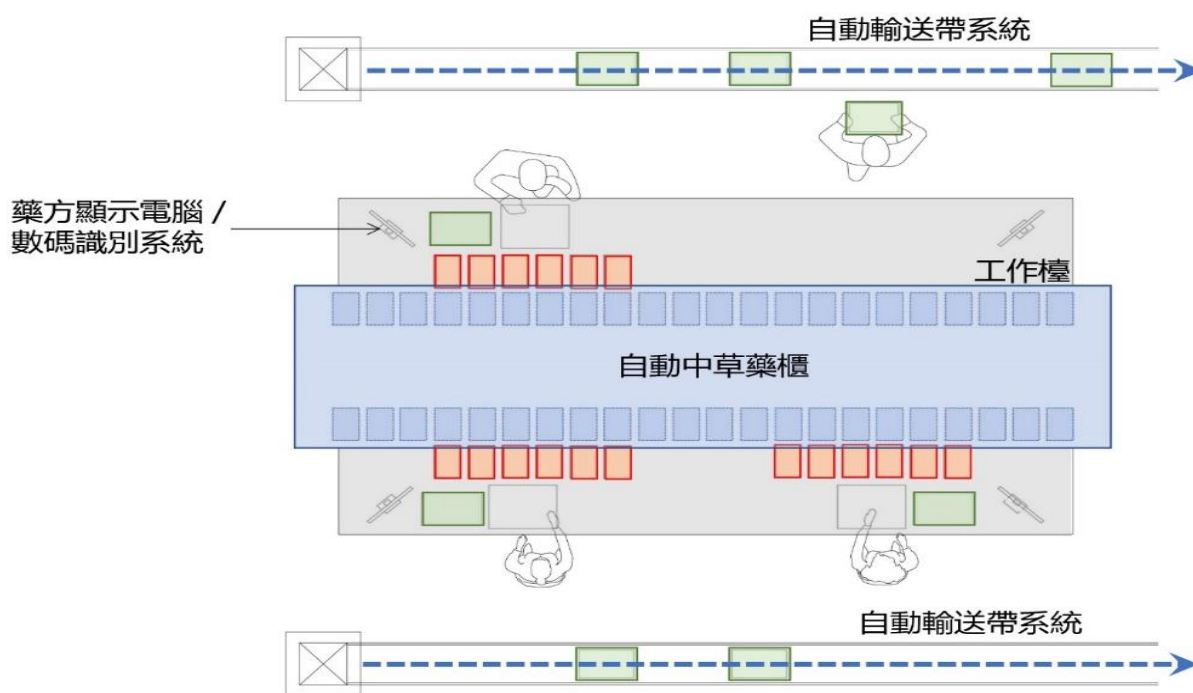 自動輸送帶系統
藥方顯示電腦 /
數碼識別系統
工作檯
自動中草藥櫃
自動輸送帶系統